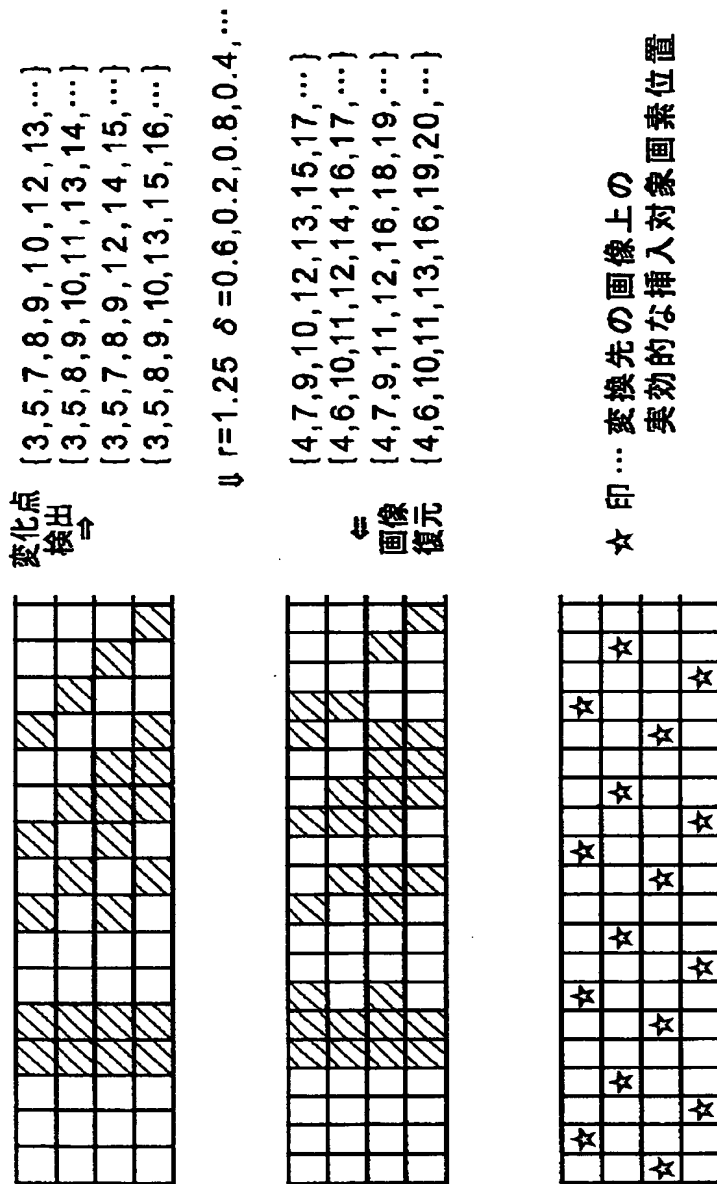 変化点
検出
⇒
{3,5,7,8,9,10,12,13,…}
{3,5,8,9,10,11,13,14,…}
{3,5,7,8,9,12,14,15,…}
{3,5,8,9,10,13,15,16,…}
⇓ r=1.25 δ=0.6,0.2,0.8,0.4,…
⇐
画像
復元
{4,7,9,10,12,13,15,17,…}
{4,6,10,11,12,14,16,17,…}
{4,7,9,11,12,16,18,19,…}
{4,6,10,11,13,16,19,20,…}
☆ 印… 変換先の画像上の
実効的な挿入対象画素位置